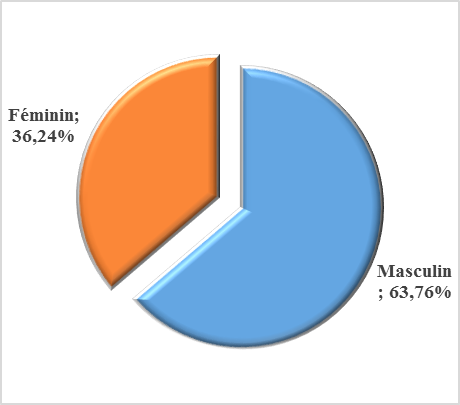 Féminin;
36,24%
Masculin
; 63,76%